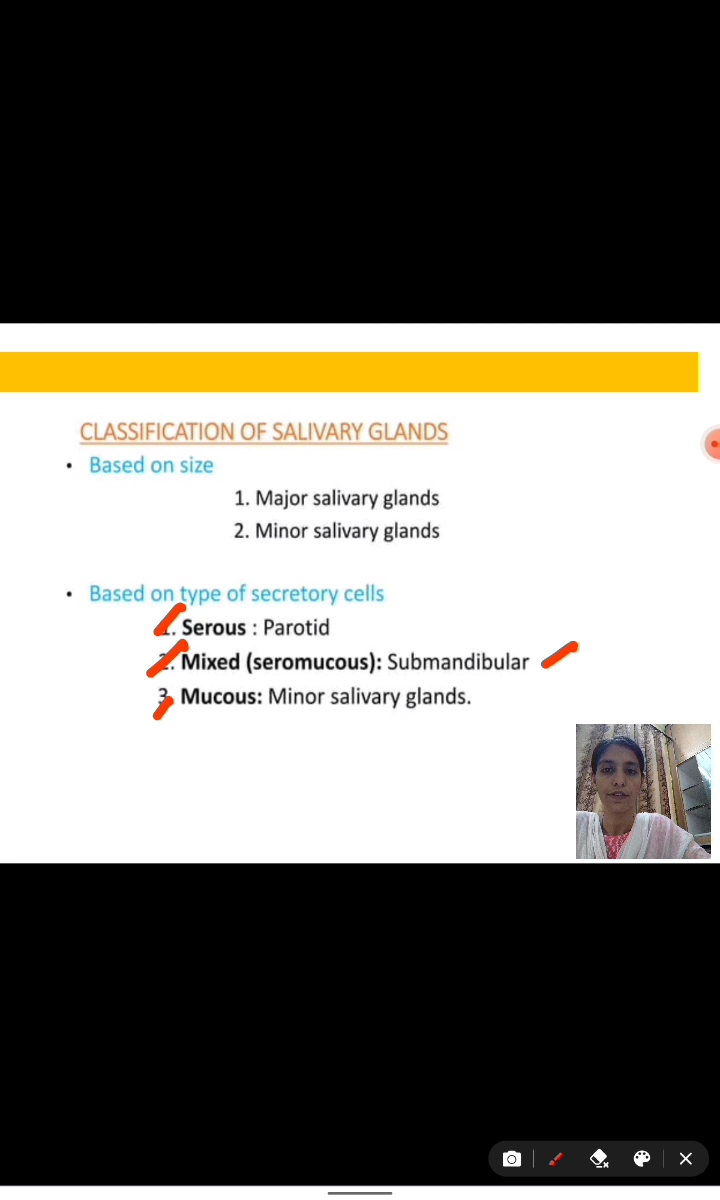 CLASSIFICATION OF SALIVARY GLANDS
• Based on size
1. Major salivary glands
2. Minor salivary glands
• Based on type of secretory cells
1. Serous : Parotid
2. Mixed (seromucous): Submandibular
3. Mucous: Minor salivary glands.